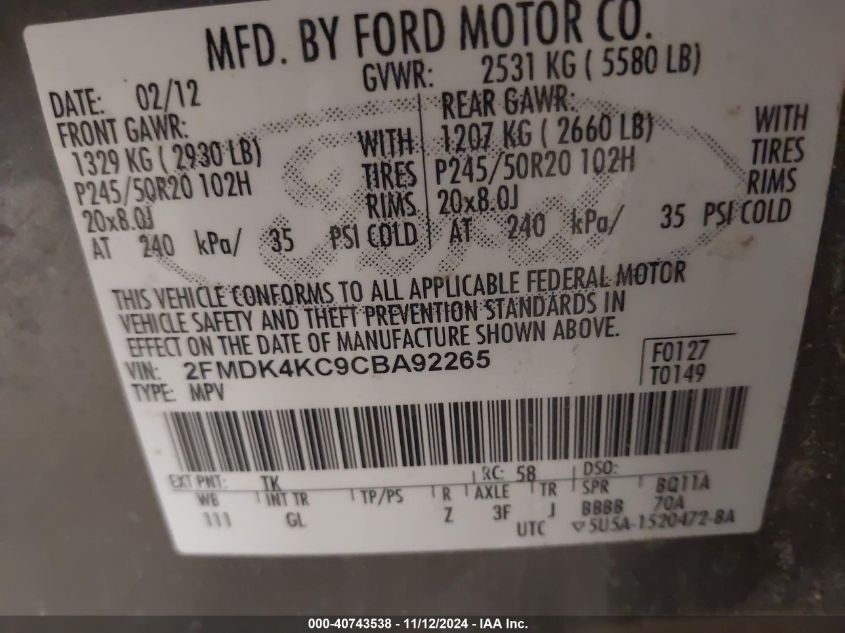 MFD. BY FORD MOTOR CO.
DATE: 02/12 GVWR: 2531 KG ( 5580 LB)
FRONT GAWR: REAR GAWR:
1329 KG ( 2930 LB) WITH 1207 KG ( 2660 LB) WITH
P245/50R20 102H TIRES P245/50R20 102H TIRES
20x8.0J RIMS 20x8.0J RIMS
AT 240 kPa/ 35 PSI COLD AT 240 kPa/ 35 PSI COLD
THIS VEHICLE CONFORMS TO ALL APPLICABLE FEDERAL MOTOR
VEHICLE SAFETY AND THEFT PREVENTION STANDARDS IN
EFFECT ON THE DATE OF MANUFACTURE SHOWN ABOVE.
VIN: 2FMDK4KC9CBA92265 F0127
TYPE: MPV T0149
EXT PNT: TK RC: 58 DSO:
WB INT TR TP/PS R AXLE TR SPR BQ11A
111 GL Z 3F J BBBB 70A
UTC 5U5A-1520472-BA
000-40743538 - 11/12/2024 - IAA Inc.